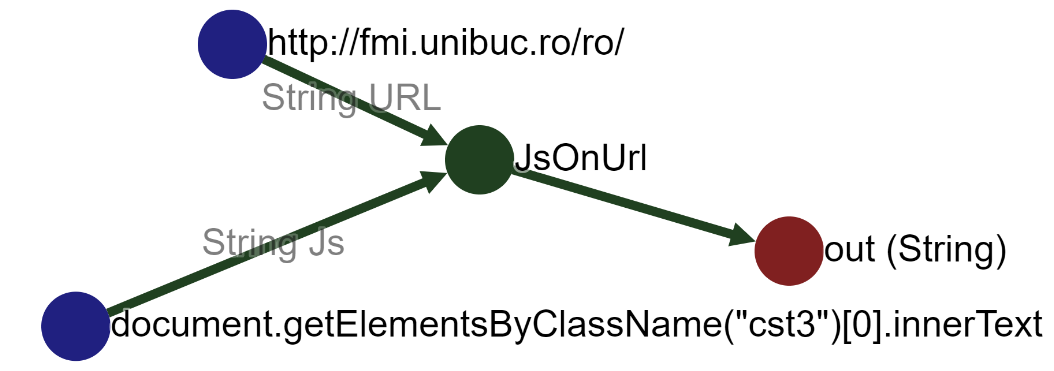 http://fmi.unibuc.ro/ro/
String URL
JsOnUrl
String Js
out (String)
document.getElementsByClassName("cst3")[0].innerText